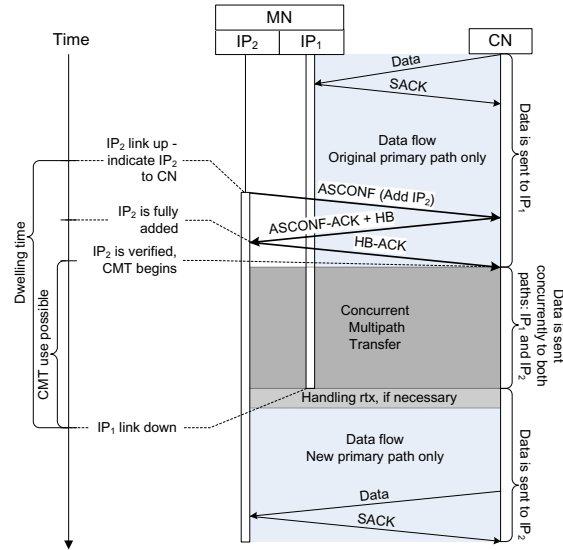 MN
Time
IP2
IP1
CN
Data
SACK
IP2 link up -
indicate IP2
to CN
Data flow
Original primary path only
Data is
sent to IP1
ASCONF (Add IP2)
IP2 is fully
added
ASCONF-ACK + HB
HB-ACK
IP2 is verified,
CMT begins
Dwelling time
CMT use possible
Concurrent
Multipath
Transfer
Data is sent
concurrently to both
paths: IP1 and IP2
Handling rtx, if necessary
IP1 link down
Data flow
New primary path only
Data is
sent to IP2
Data
SACK